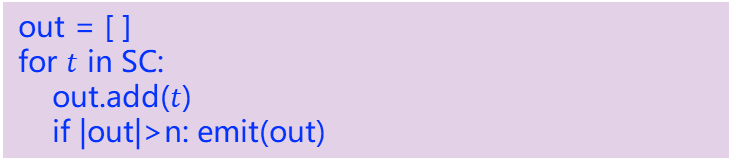 out = [ ]
for t in SC:
out.add(t)
if |out|>n: emit(out)